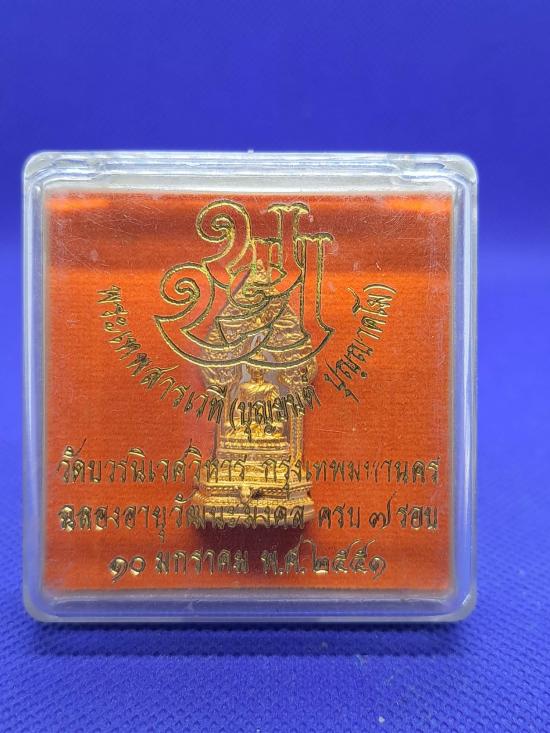 พระเทพสารเวที (บุญยนต์ ปุญฺญาคโม)
วัดบวรนิเวศวิหาร กรุงเทพมหานคร
ฉลองอายุวัฒนะมงคล ครบ ๗ รอบ
๑๐ มกราคม พ.ศ.๒๕๕๑